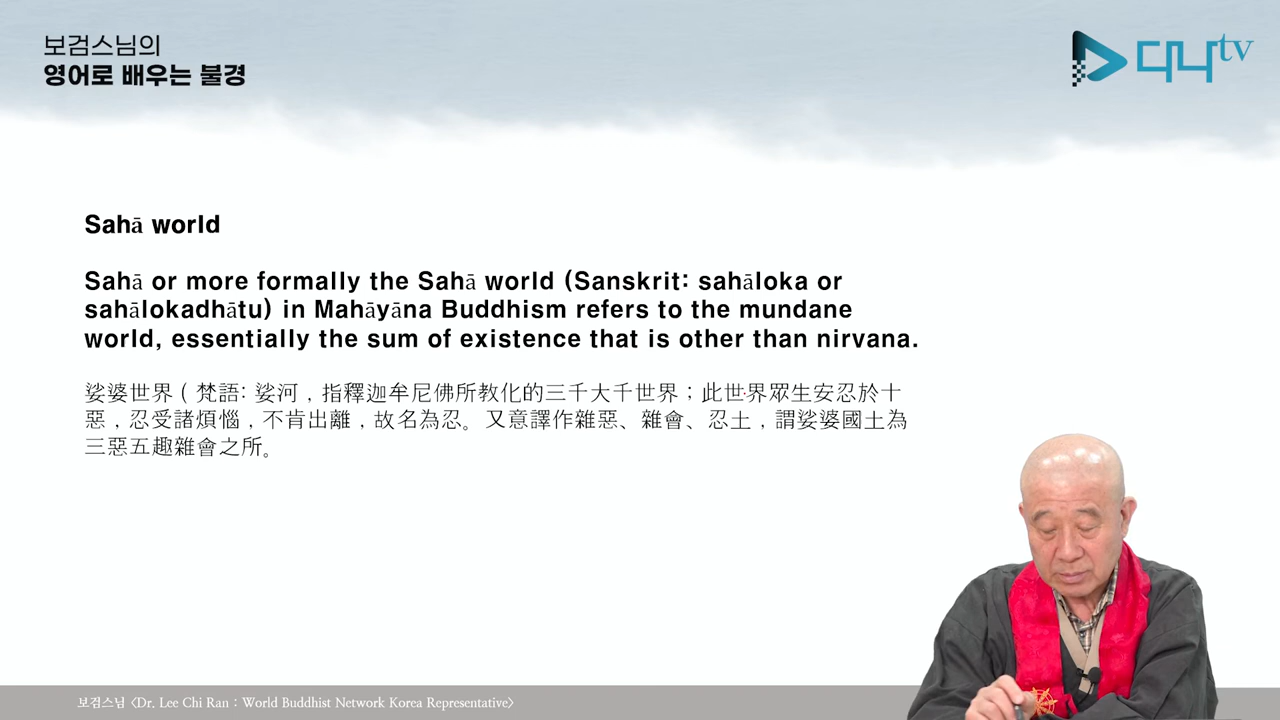 보검스님의
영어로 배우는 불경
다나tv
Sahā world
Sahā or more formally the Sahā world (Sanskrit: sahāloka or
sahālokadhātu) in Mahāyāna Buddhism refers to the mundane
world, essentially the sum of existence that is other than nirvana.
娑婆世界 ( 梵語: 娑河 , 指釋迦牟尼佛所教化的三千大千世界 ; 此世界眾生安忍於十
惡 , 忍受諸煩惱 , 不肯出離 , 故名為忍。又意譯作雜惡、雜會、忍土 , 謂娑婆國土為
三惡五趣雜會之所。
보검스님 <Dr. Lee Chi Ran : World Buddhist Network Korea Representative>